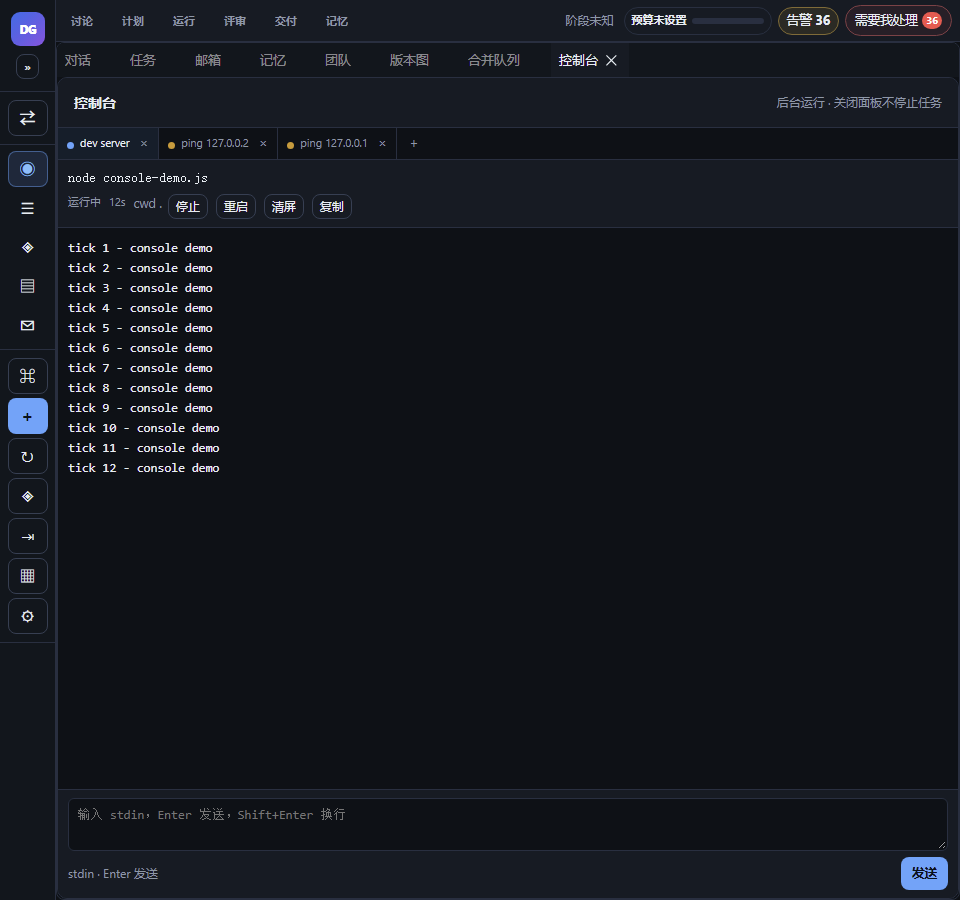 DG 讨论 计划 运行 评审 交付 记忆 阶段未知 预算未设置 告警 36 需要我处理 36
»
对话 任务 邮箱 记忆 团队 版本图 合并队列 控制台 ×
控制台 后台运行 · 关闭面板不停止任务
dev server × ping 127.0.0.2 × ping 127.0.0.1 × +
node console-demo.js
运行中 12s cwd . 停止 重启 清屏 复制
tick 1 - console demo
tick 2 - console demo
tick 3 - console demo
tick 4 - console demo
tick 5 - console demo
tick 6 - console demo
tick 7 - console demo
tick 8 - console demo
tick 9 - console demo
tick 10 - console demo
tick 11 - console demo
tick 12 - console demo
输入 stdin，Enter 发送，Shift+Enter 换行
stdin · Enter 发送 发送